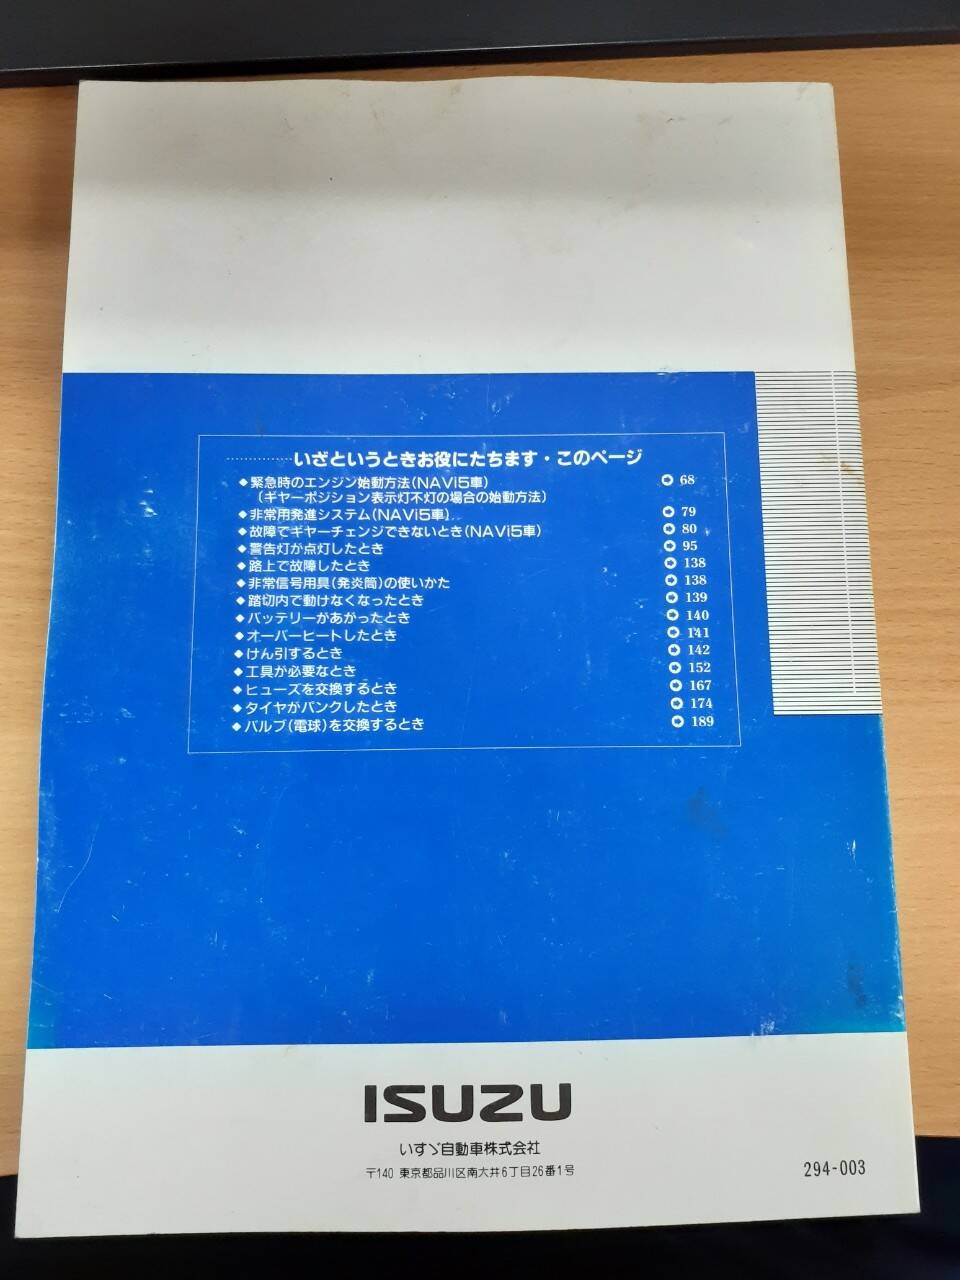 いざというときお役にたちます・このページ
◆緊急時のエンジン始動方法(NAVi5車) 68
(ギヤーポジション表示灯不灯の場合の始動方法)
◆非常用発進システム(NAVi5車) 79
◆故障でギヤーチェンジできないとき(NAVi5車) 80
◆警告灯が点灯したとき 95
◆路上で故障したとき 138
◆非常信号用具(発炎筒)の使いかた 138
◆踏切内で動けなくなったとき 139
◆バッテリーがあがったとき 140
◆オーバーヒートしたとき 141
◆けん引するとき 142
◆工具が必要なとき 152
◆ヒューズを交換するとき 167
◆タイヤがパンクしたとき 174
◆バルブ(電球)を交換するとき 189
ISUZU
いすゞ自動車株式会社
〒140 東京都品川区南大井6丁目26番1号
294-003